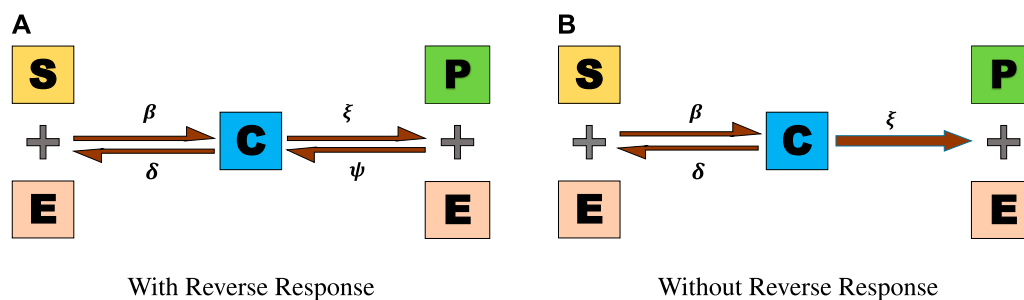 A
S
β
ξ
P
+
C
+
δ
ψ
E
E
With Reverse Response
B
S
β
ξ
P
+
C
+
δ
E
E
Without Reverse Response